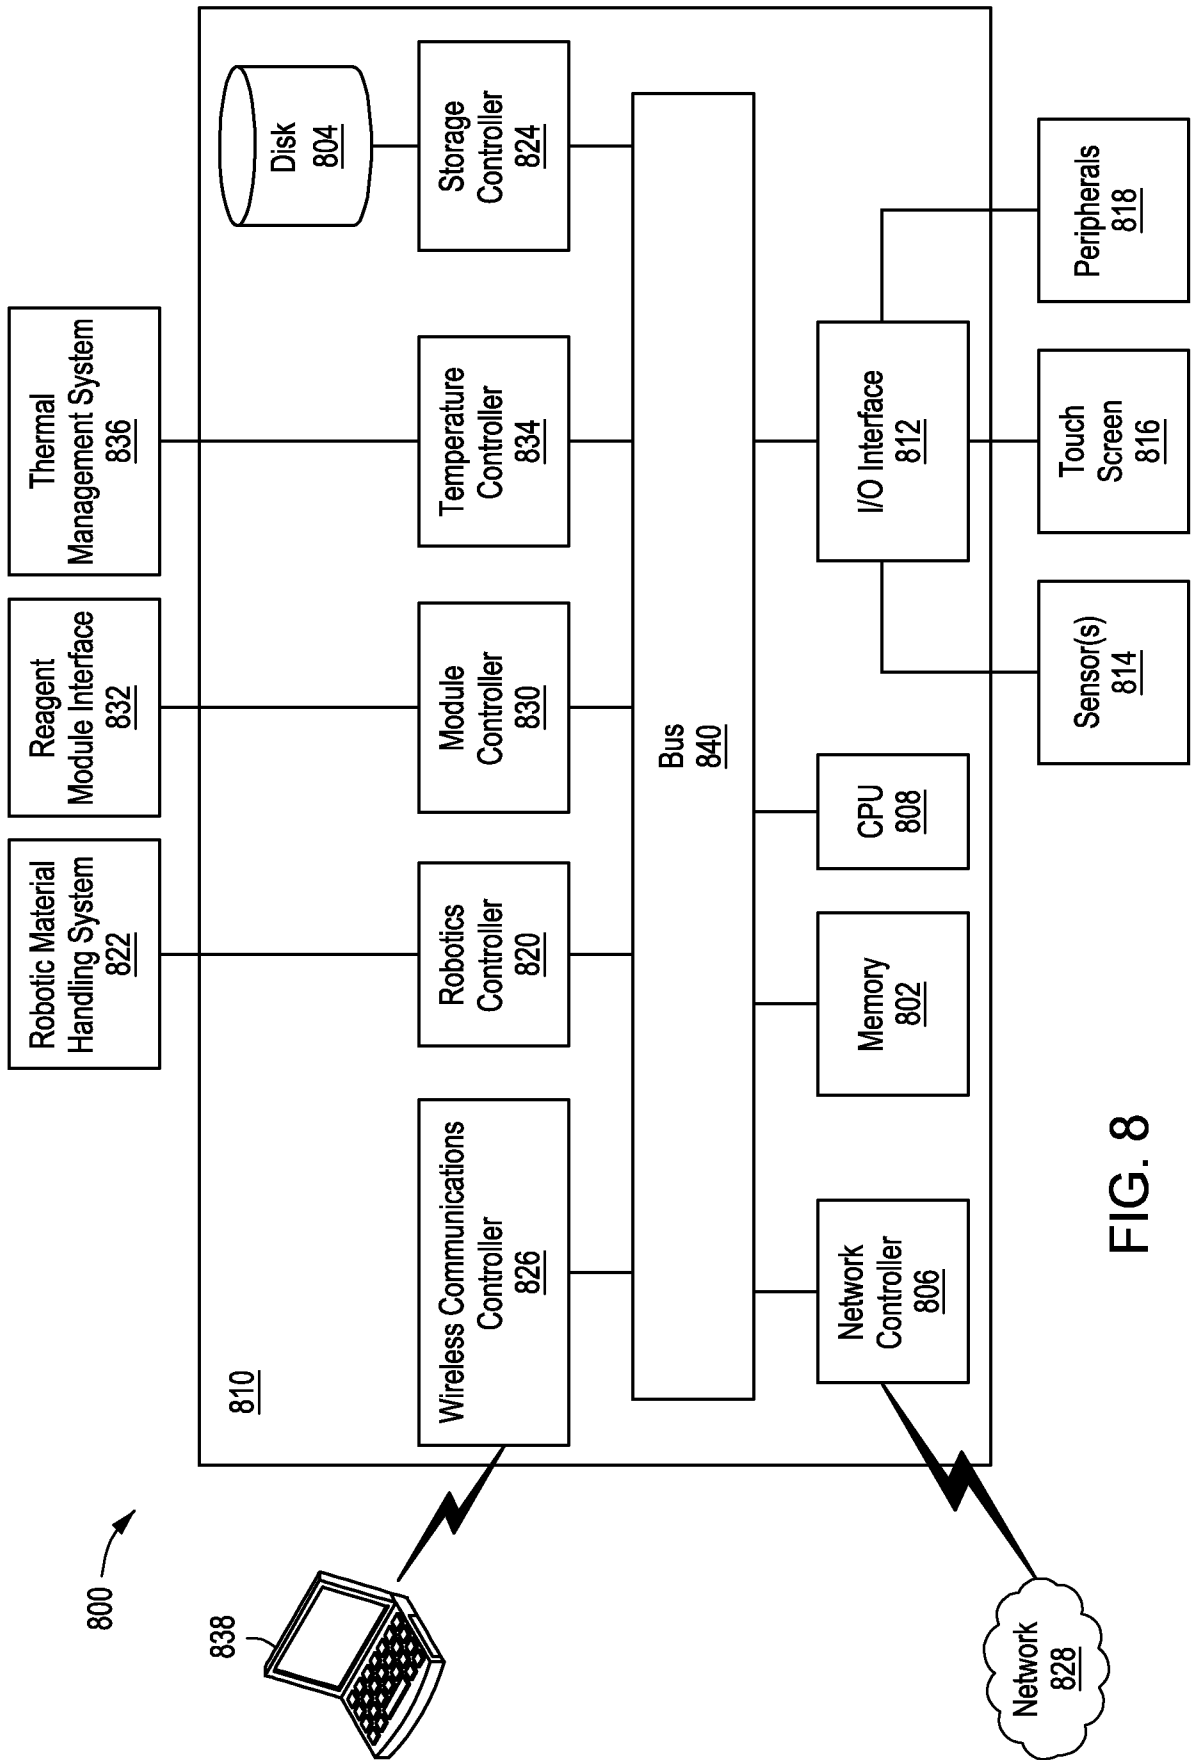 800
838
810
Robotic Material
Handling System
822
Reagent
Module Interface
832
Thermal
Management System
836
Wireless Communications
Controller
826
Robotics
Controller
820
Module
Controller
830
Temperature
Controller
834
Disk
804
Storage
Controller
824
Bus
840
Network
Controller
806
Memory
802
CPU
808
I/O Interface
812
Network
828
Sensor(s)
814
Touch
Screen
816
Peripherals
818
FIG. 8